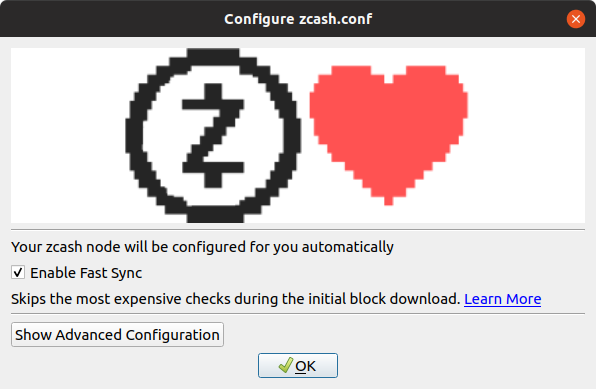 Configure zcash.conf
Your zcash node will be configured for you automatically
Enable Fast Sync
Skips the most expensive checks during the initial block download. Learn More
Show Advanced Configuration
OK